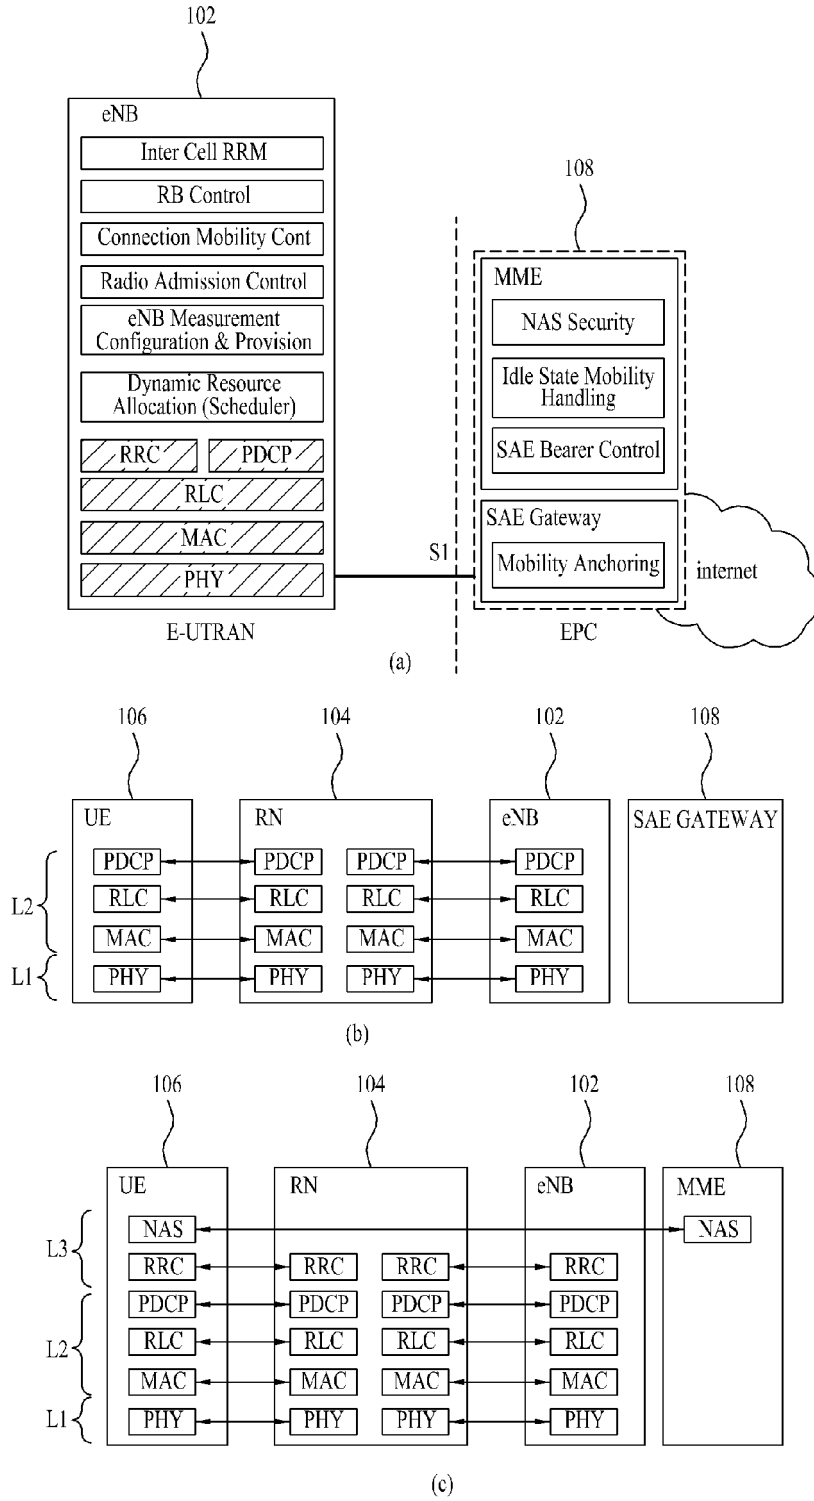 102
eNB
Inter Cell RRM
RB Control
Connection Mobility Cont
Radio Admission Control
eNB Measurement
Configuration & Provision
Dynamic Resource
Allocation (Scheduler)
RRC
PDCP
RLC
MAC
PHY
E-UTRAN
S1
108
MME
NAS Security
Idle State Mobility
Handling
SAE Bearer Control
SAE Gateway
Mobility Anchoring
internet
EPC
(a)
106
104
102
108
UE
RN
eNB
SAE GATEWAY
L2
PDCP
PDCP
PDCP
PDCP
RLC
RLC
RLC
RLC
MAC
MAC
MAC
MAC
L1
PHY
PHY
PHY
PHY
(b)
106
104
102
108
UE
RN
eNB
MME
L3
NAS
NAS
RRC
RRC
RRC
RRC
L2
PDCP
PDCP
PDCP
PDCP
RLC
RLC
RLC
RLC
MAC
MAC
MAC
MAC
L1
PHY
PHY
PHY
PHY
(c)